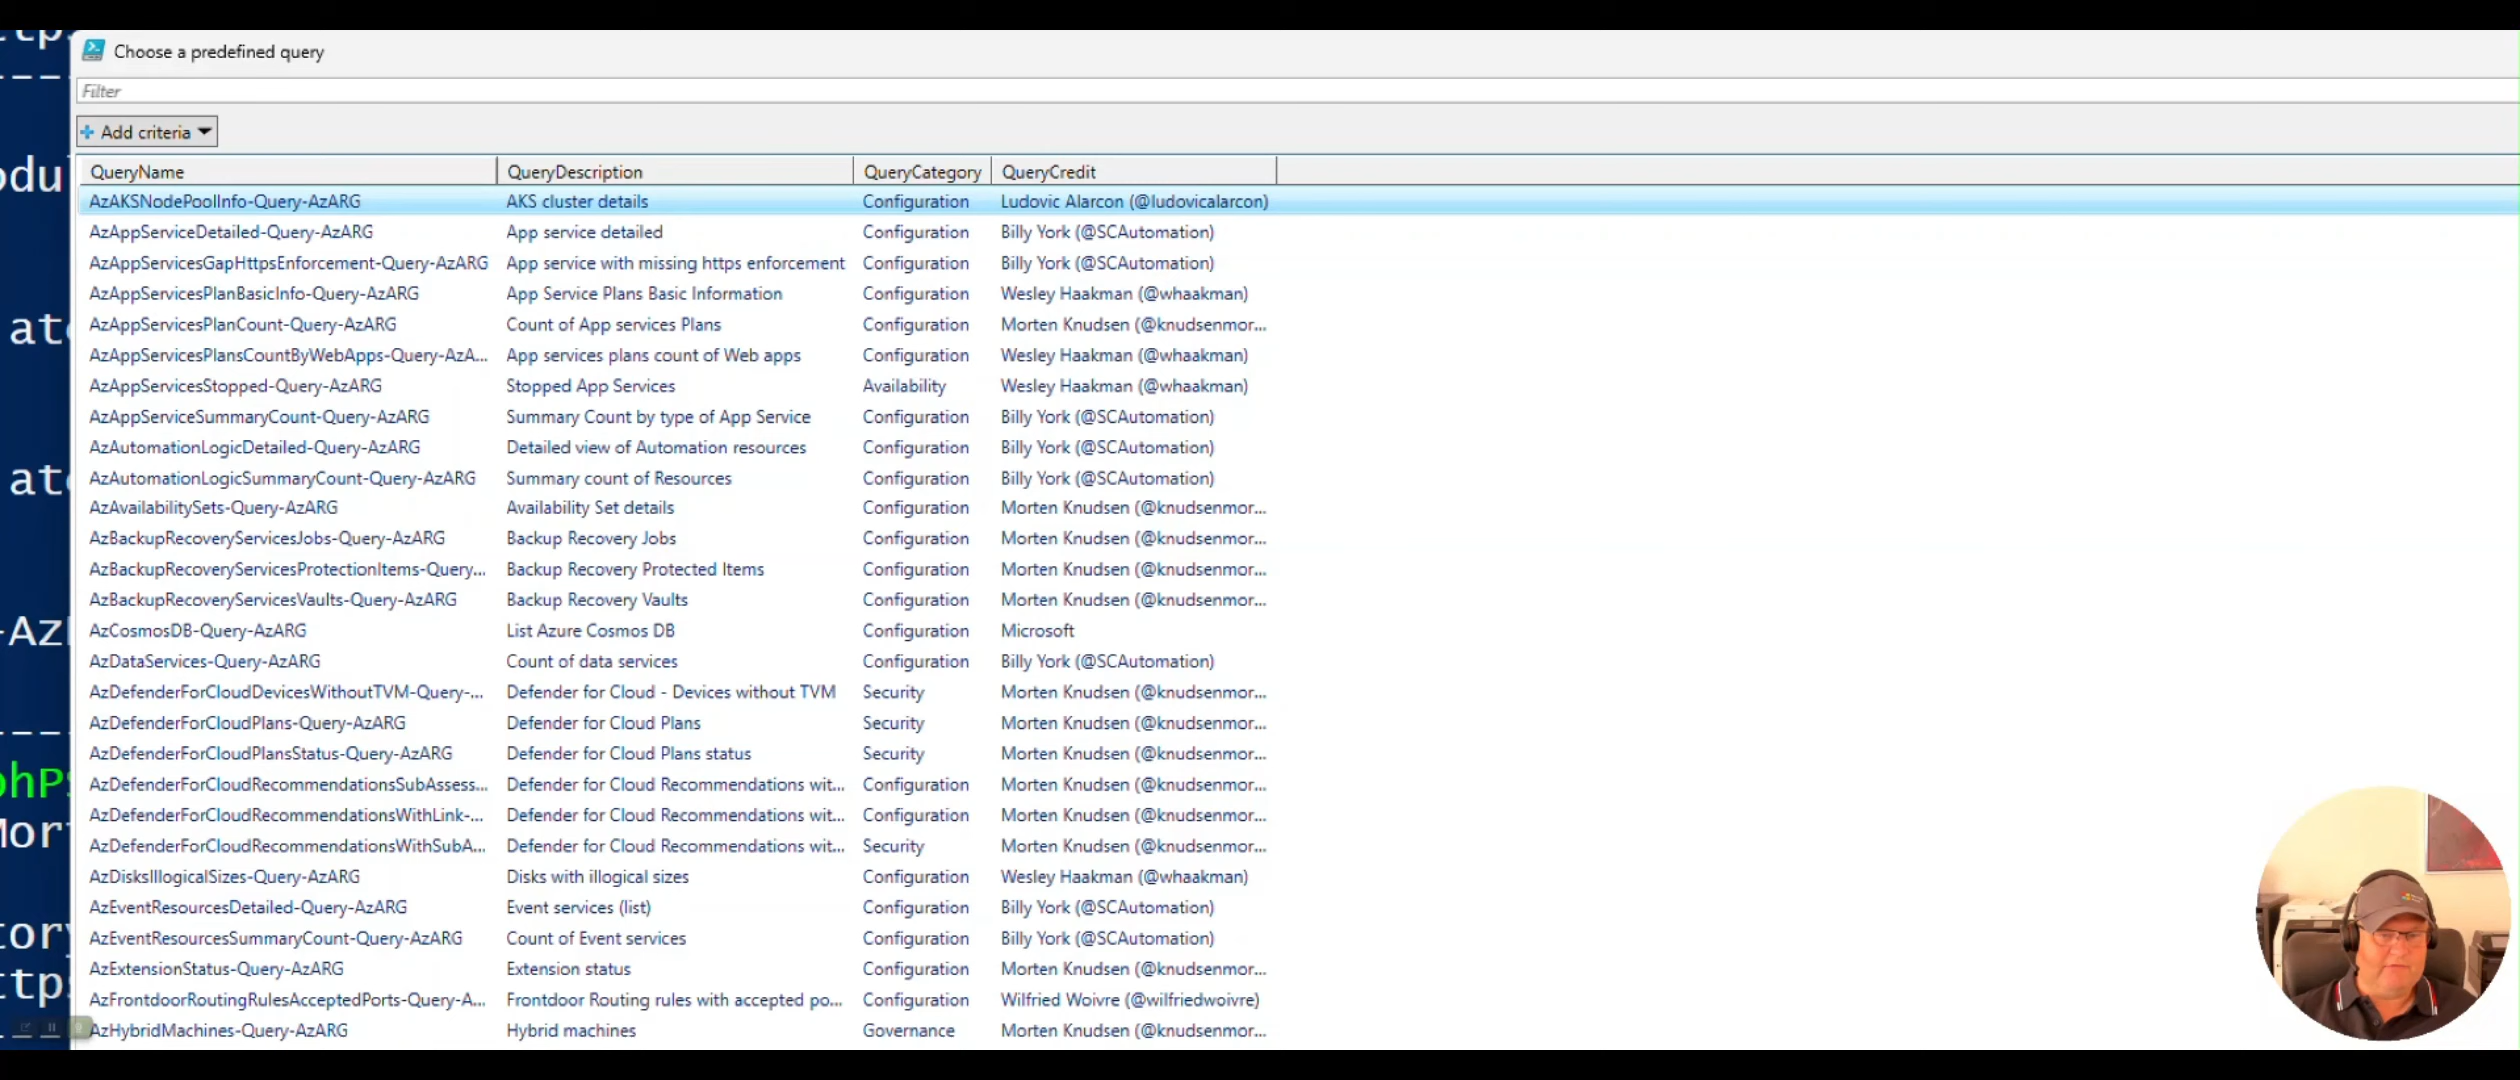 ttp.
Choose a predefined query
----
Filter
Add criteria
odul
QueryName QueryDescription QueryCategory QueryCredit
AzAKSNodePoolInfo-Query-AzARG AKS cluster details Configuration Ludovic Alarcon (@ludovicalarcon)
AzAppServiceDetailed-Query-AzARG App service detailed Configuration Billy York (@SCAutomation)
AzAppServicesGapHttpsEnforcement-Query-AzARG App service with missing https enforcement Configuration Billy York (@SCAutomation)
AzAppServicesPlanBasicInfo-Query-AzARG App Service Plans Basic Information Configuration Wesley Haakman (@whaakman)
AzAppServicesPlanCount-Query-AzARG Count of App services Plans Configuration Morten Knudsen (@knudsenmor...
ate
AzAppServicesPlansCountByWebApps-Query-AzA... App services plans count of Web apps Configuration Wesley Haakman (@whaakman)
AzAppServicesStopped-Query-AzARG Stopped App Services Availability Wesley Haakman (@whaakman)
AzAppServiceSummaryCount-Query-AzARG Summary Count by type of App Service Configuration Billy York (@SCAutomation)
AzAutomationLogicDetailed-Query-AzARG Detailed view of Automation resources Configuration Billy York (@SCAutomation)
AzAutomationLogicSummaryCount-Query-AzARG Summary count of Resources Configuration Billy York (@SCAutomation)
ate
AzAvailabilitySets-Query-AzARG Availability Set details Configuration Morten Knudsen (@knudsenmor...
AzBackupRecoveryServicesJobs-Query-AzARG Backup Recovery Jobs Configuration Morten Knudsen (@knudsenmor...
AzBackupRecoveryServicesProtectionItems-Query... Backup Recovery Protected Items Configuration Morten Knudsen (@knudsenmor...
AzBackupRecoveryServicesVaults-Query-AzARG Backup Recovery Vaults Configuration Morten Knudsen (@knudsenmor...
AzCosmosDB-Query-AzARG List Azure Cosmos DB Configuration Microsoft
-Az
AzDataServices-Query-AzARG Count of data services Configuration Billy York (@SCAutomation)
AzDefenderForCloudDevicesWithoutTVM-Query-... Defender for Cloud - Devices without TVM Security Morten Knudsen (@knudsenmor...
AzDefenderForCloudPlans-Query-AzARG Defender for Cloud Plans Security Morten Knudsen (@knudsenmor...
----
AzDefenderForCloudPlansStatus-Query-AzARG Defender for Cloud Plans status Security Morten Knudsen (@knudsenmor...
phPS
AzDefenderForCloudRecommendationsSubAssess... Defender for Cloud Recommendations wit... Configuration Morten Knudsen (@knudsenmor...
AzDefenderForCloudRecommendationsWithLink-... Defender for Cloud Recommendations wit... Configuration Morten Knudsen (@knudsenmor...
Mort
AzDefenderForCloudRecommendationsWithSubA... Defender for Cloud Recommendations wit... Security Morten Knudsen (@knudsenmor...
AzDisksIllogicalSizes-Query-AzARG Disks with illogical sizes Configuration Wesley Haakman (@whaakman)
AzEventResourcesDetailed-Query-AzARG Event services (list) Configuration Billy York (@SCAutomation)
tory
AzEventResourcesSummaryCount-Query-AzARG Count of Event services Configuration Billy York (@SCAutomation)
AzExtensionStatus-Query-AzARG Extension status Configuration Morten Knudsen (@knudsenmor...
ttps
AzFrontdoorRoutingRulesAcceptedPorts-Query-A... Frontdoor Routing rules with accepted po... Configuration Wilfried Woivre (@wilfriedwoivre)
AzHybridMachines-Query-AzARG Hybrid machines Governance Morten Knudsen (@knudsenmor...